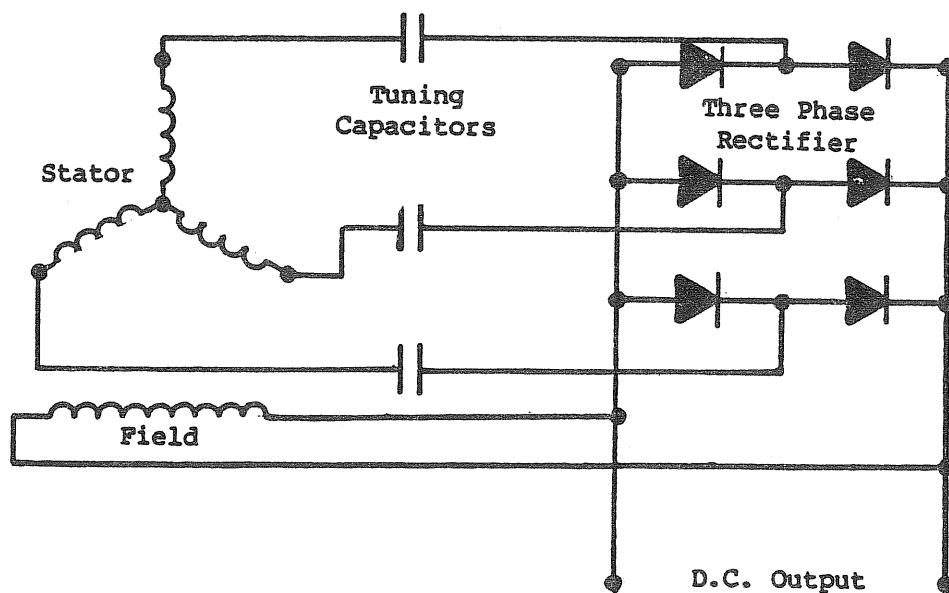 Tuning
Capacitors
Three Phase
Rectifier
Stator
Field
D.C. Output